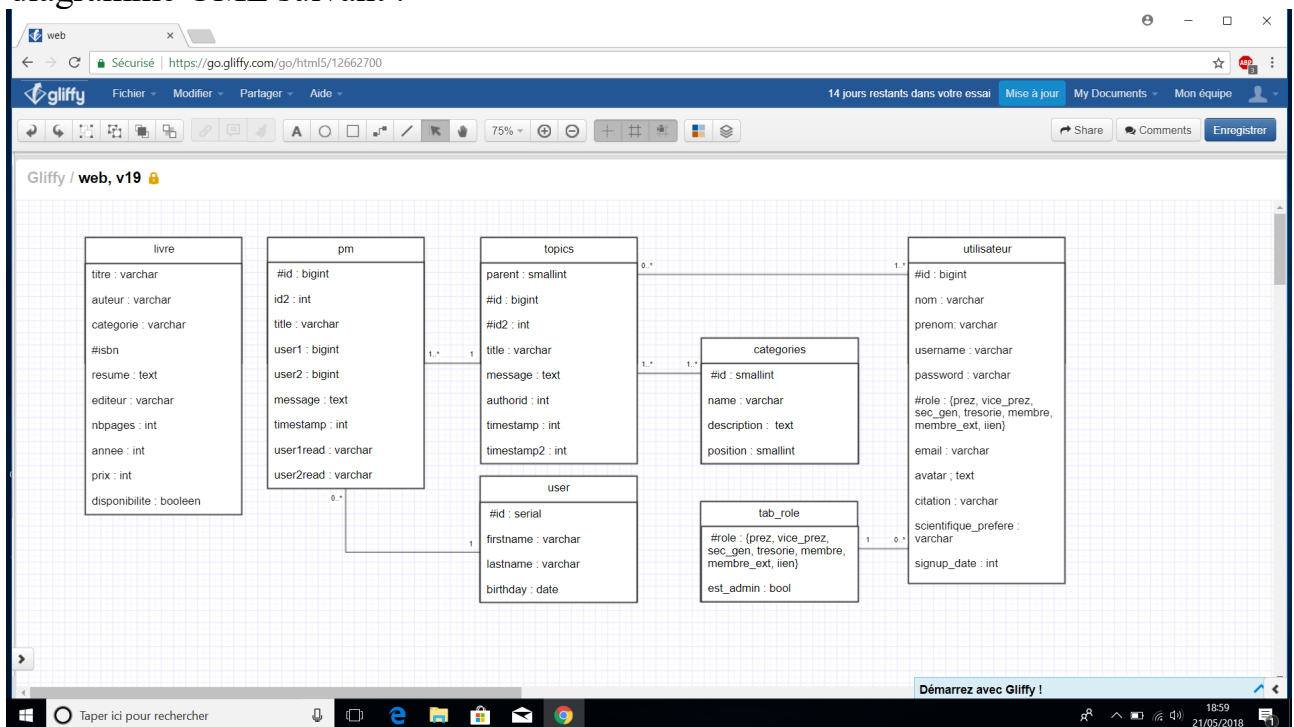 diagramme UML suivant :
web
Sécurisé | https://go.gliffy.com/go/html5/12662700
ABP
3
gliffy Fichier Modifier Partager Aide 14 jours restants dans votre essai Mise à jour My Documents Mon équipe
A 75% Share Comments Enregistrer
Gliffy / web, v19
livre
titre : varchar
auteur : varchar
categorie : varchar
#isbn
resume : text
editeur : varchar
nbpages : int
annee : int
prix : int
disponibilite : booleen
pm
#id : bigint
id2 : int
title : varchar
user1 : bigint
user2 : bigint
message : text
timestamp : int
user1read : varchar
user2read : varchar
1..* 1
0..*
1
topics
parent : smallint
#id : bigint
#id2 : int
title : varchar
message : text
authorid : int
timestamp : int
timestamp2 : int
0..* 1..*
1..* 1..*
user
#id : serial
firstname : varchar
lastname : varchar
birthday : date
categories
#id : smallint
name : varchar
description : text
position : smallint
tab_role
#role : {prez, vice_prez,
sec_gen, tresorie, membre,
membre_ext, iien}
est_admin : bool
1 0..*
utilisateur
#id : bigint
nom : varchar
prenom: varchar
username : varchar
password : varchar
#role : {prez, vice_prez,
sec_gen, tresorie, membre,
membre_ext, iien}
email : varchar
avatar ; text
citation : varchar
scientifique_prefere :
varchar
signup_date : int
Démarrez avec Gliffy !
Taper ici pour rechercher
18:59
21/05/2018